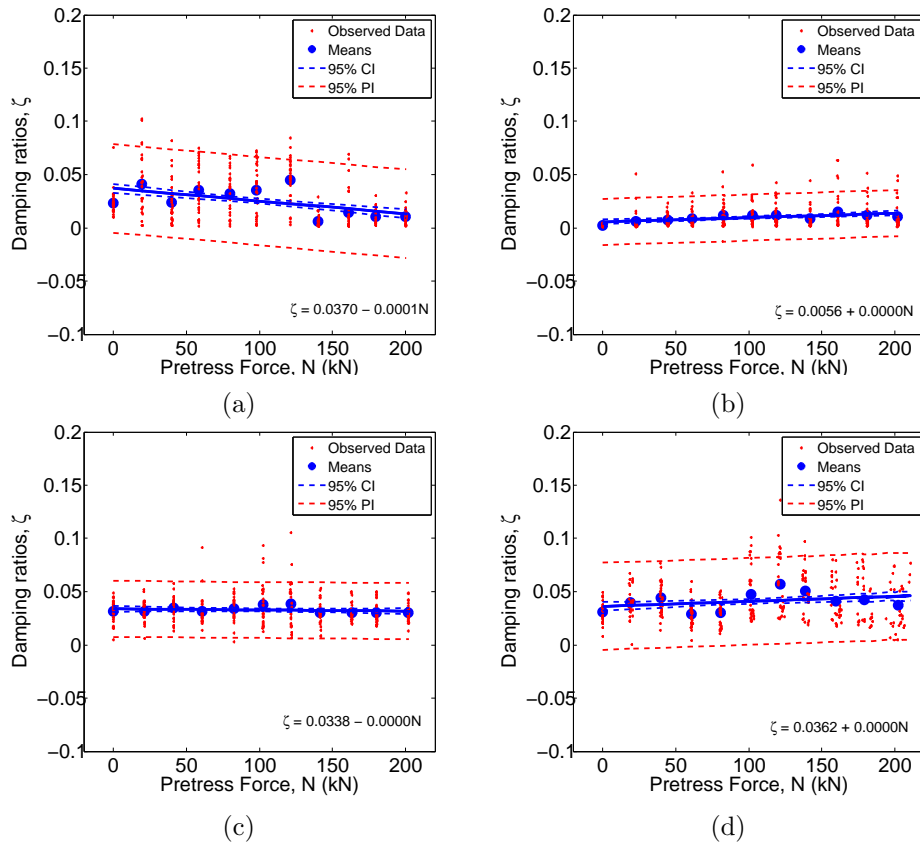 0.2
0.15
0.1
0.05
0
−0.05
−0.1
Damping ratios, ζ
Observed Data
Means
95% CI
95% PI
ζ = 0.0370 − 0.0001N
0 50 100 150 200
Pretress Force, N (kN)
(a)
0.2
0.15
0.1
0.05
0
−0.05
−0.1
Damping ratios, ζ
Observed Data
Means
95% CI
95% PI
ζ = 0.0056 + 0.0000N
0 50 100 150 200
Pretress Force, N (kN)
(b)
0.2
0.15
0.1
0.05
0
−0.05
−0.1
Damping ratios, ζ
Observed Data
Means
95% CI
95% PI
ζ = 0.0338 − 0.0000N
0 50 100 150 200
Pretress Force, N (kN)
(c)
0.2
0.15
0.1
0.05
0
−0.05
−0.1
Damping ratios, ζ
Observed Data
Means
95% CI
95% PI
ζ = 0.0362 + 0.0000N
0 50 100 150 200
Pretress Force, N (kN)
(d)